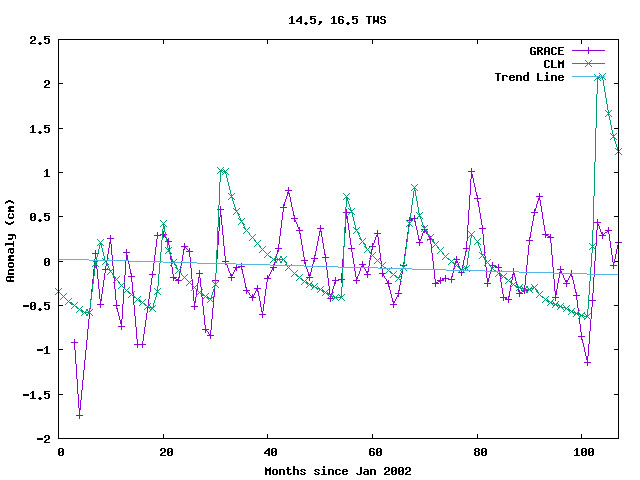 14.5, 16.5 TWS
GRACE
CLM
Trend Line
Anomaly (cm)
2.5
2
1.5
1
0.5
0
-0.5
-1
-1.5
-2
0 20 40 60 80 100
Months since Jan 2002